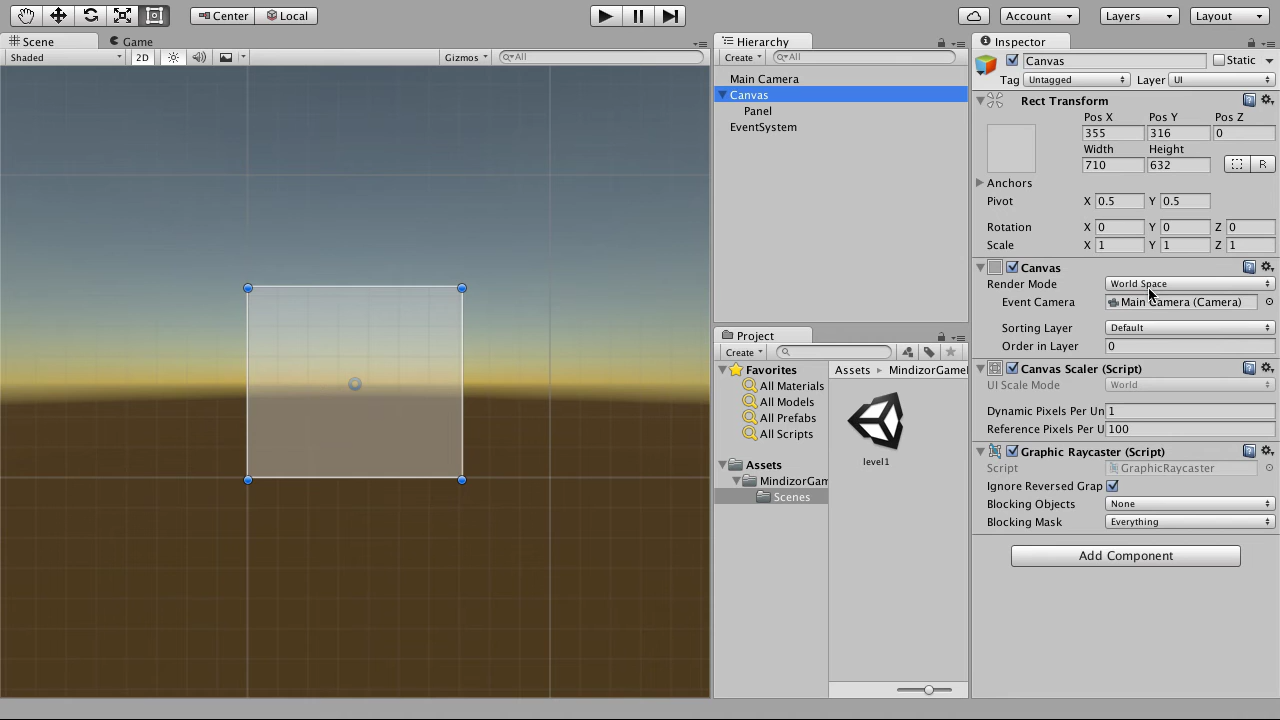 Center Local Account Layers Layout
Scene Game
Shaded 2D Gizmos All
Hierarchy
Create All
Main Camera
Canvas
Panel
EventSystem
Project
Create
Favorites
All Materials
All Models
All Prefabs
All Scripts
Assets
MindizorGam
Scenes
Assets MindizorGame
level1
Inspector
Canvas Static
Tag Untagged Layer UI
Rect Transform
Pos X Pos Y Pos Z
355 316 0
Width Height
710 632 R
Anchors
Pivot X 0.5 Y 0.5
Rotation X 0 Y 0 Z 0
Scale X 1 Y 1 Z 1
Canvas
Render Mode World Space
Event Camera Main Camera (Camera)
Sorting Layer Default
Order in Layer 0
Canvas Scaler (Script)
UI Scale Mode World
Dynamic Pixels Per Un 1
Reference Pixels Per U 100
Graphic Raycaster (Script)
Script GraphicRaycaster
Ignore Reversed Grap
Blocking Objects None
Blocking Mask Everything
Add Component